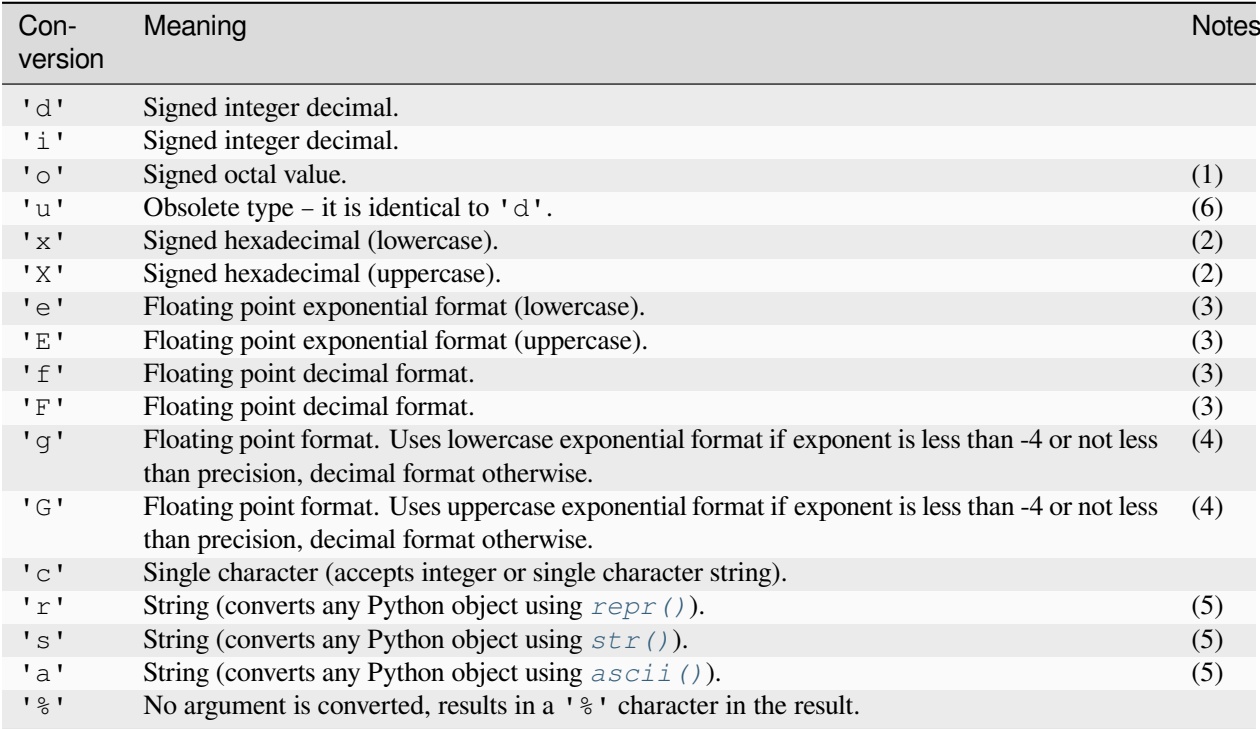 Con- Meaning Notes
version
'd' Signed integer decimal.
'i' Signed integer decimal.
'o' Signed octal value. (1)
'u' Obsolete type – it is identical to 'd'. (6)
'x' Signed hexadecimal (lowercase). (2)
'X' Signed hexadecimal (uppercase). (2)
'e' Floating point exponential format (lowercase). (3)
'E' Floating point exponential format (uppercase). (3)
'f' Floating point decimal format. (3)
'F' Floating point decimal format. (3)
'g' Floating point format. Uses lowercase exponential format if exponent is less than -4 or not less (4)
than precision, decimal format otherwise.
'G' Floating point format. Uses uppercase exponential format if exponent is less than -4 or not less (4)
than precision, decimal format otherwise.
'c' Single character (accepts integer or single character string).
'r' String (converts any Python object using repr()). (5)
's' String (converts any Python object using str()). (5)
'a' String (converts any Python object using ascii()). (5)
'%' No argument is converted, results in a '%' character in the result.